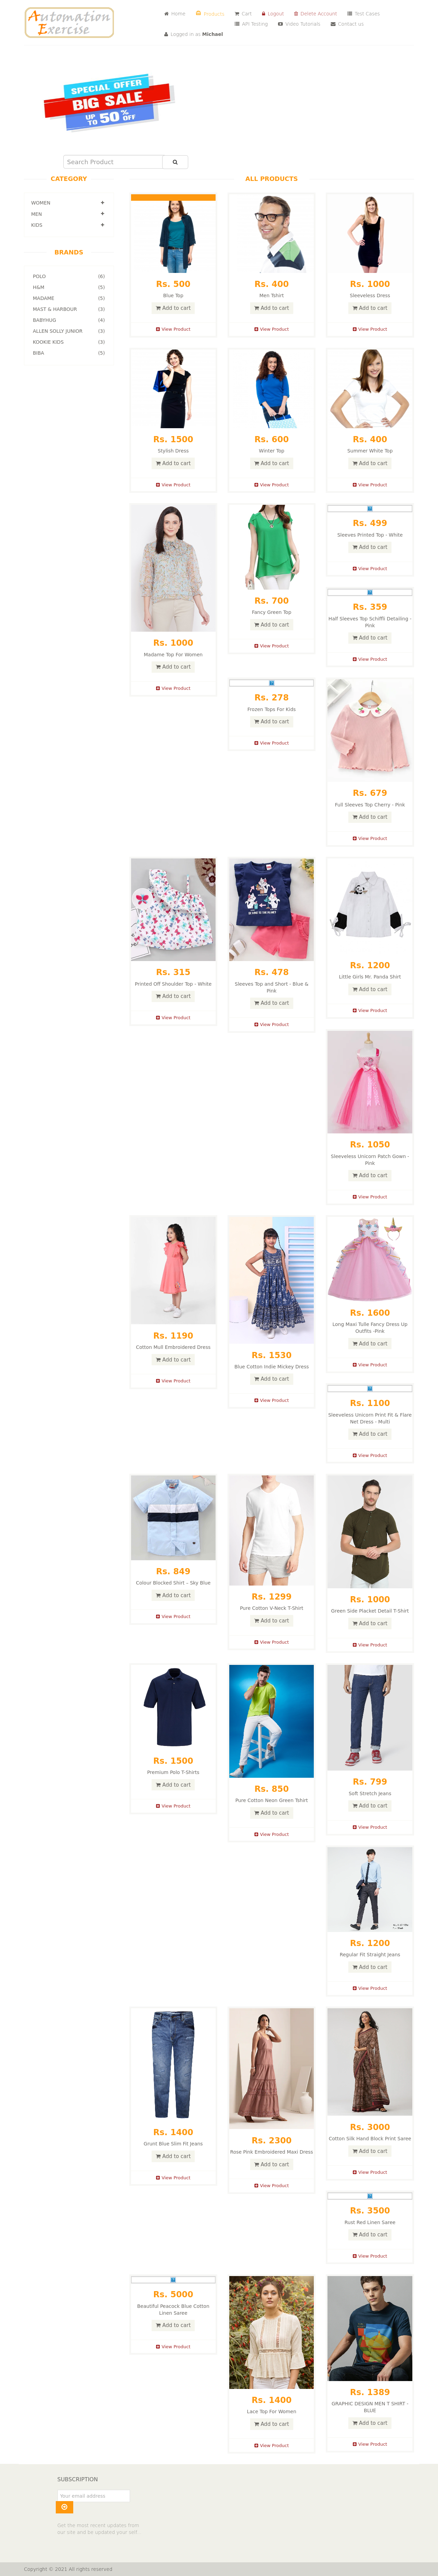 Automation
Exercise
Home
Products
Cart
Logout
Delete Account
Test Cases
API Testing
Video Tutorials
Contact us
Logged in as Michael
SPECIAL OFFER
BIG SALE
UP TO 50% OFF
Search Product
CATEGORY
WOMEN
MEN
KIDS
BRANDS
POLO (6)
H&M (5)
MADAME (5)
MAST & HARBOUR (3)
BABYHUG (4)
ALLEN SOLLY JUNIOR (3)
KOOKIE KIDS (3)
BIBA (5)
ALL PRODUCTS
Rs. 500
Blue Top
Add to cart
View Product
Rs. 400
Men Tshirt
Add to cart
View Product
Rs. 1000
Sleeveless Dress
Add to cart
View Product
Rs. 1500
Stylish Dress
Add to cart
View Product
Rs. 600
Winter Top
Add to cart
View Product
Rs. 400
Summer White Top
Add to cart
View Product
Rs. 1000
Madame Top For Women
Add to cart
View Product
Rs. 700
Fancy Green Top
Add to cart
View Product
Rs. 499
Sleeves Printed Top - White
Add to cart
View Product
Rs. 359
Half Sleeves Top Schiffli Detailing -
Pink
Add to cart
View Product
Rs. 278
Frozen Tops For Kids
Add to cart
View Product
Rs. 679
Full Sleeves Top Cherry - Pink
Add to cart
View Product
Rs. 315
Printed Off Shoulder Top - White
Add to cart
View Product
Rs. 478
Sleeves Top and Short - Blue &
Pink
Add to cart
View Product
Rs. 1200
Little Girls Mr. Panda Shirt
Add to cart
View Product
Rs. 1050
Sleeveless Unicorn Patch Gown -
Pink
Add to cart
View Product
Rs. 1190
Cotton Mull Embroidered Dress
Add to cart
View Product
Rs. 1530
Blue Cotton Indie Mickey Dress
Add to cart
View Product
Rs. 1600
Long Maxi Tulle Fancy Dress Up
Outfits -Pink
Add to cart
View Product
Rs. 1100
Sleeveless Unicorn Print Fit & Flare
Net Dress - Multi
Add to cart
View Product
Rs. 849
Colour Blocked Shirt – Sky Blue
Add to cart
View Product
Rs. 1299
Pure Cotton V-Neck T-Shirt
Add to cart
View Product
Rs. 1000
Green Side Placket Detail T-Shirt
Add to cart
View Product
Rs. 1500
Premium Polo T-Shirts
Add to cart
View Product
Rs. 850
Pure Cotton Neon Green Tshirt
Add to cart
View Product
Rs. 799
Soft Stretch Jeans
Add to cart
View Product
Rs. 1200
Regular Fit Straight Jeans
Add to cart
View Product
Rs. 1400
Grunt Blue Slim Fit Jeans
Add to cart
View Product
Rs. 2300
Rose Pink Embroidered Maxi Dress
Add to cart
View Product
Rs. 3000
Cotton Silk Hand Block Print Saree
Add to cart
View Product
Rs. 3500
Rust Red Linen Saree
Add to cart
View Product
Rs. 5000
Beautiful Peacock Blue Cotton
Linen Saree
Add to cart
View Product
Rs. 1400
Lace Top For Women
Add to cart
View Product
Rs. 1389
GRAPHIC DESIGN MEN T SHIRT -
BLUE
Add to cart
View Product
SUBSCRIPTION
Your email address
Get the most recent updates from
our site and be updated your self...
Copyright © 2021 All rights reserved